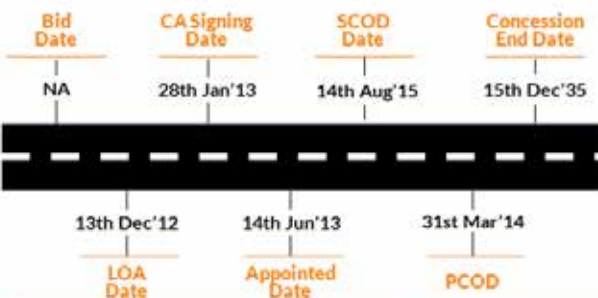 Bid
Date
NA
CA Signing
Date
28th Jan'13
SCOD
Date
14th Aug'15
Concession
End Date
15th Dec'35
13th Dec'12
LOA
Date
14th Jun'13
Appointed
Date
31st Mar'14
PCOD